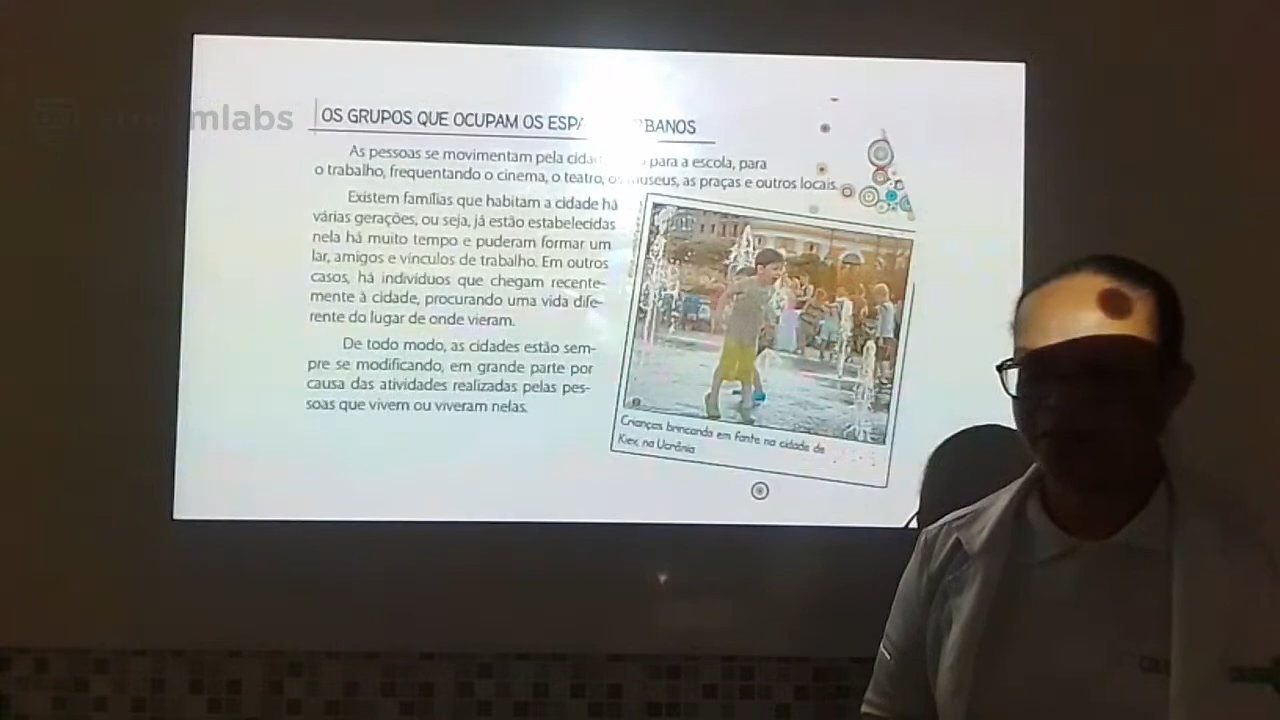 mlabs
OS GRUPOS QUE OCUPAM OS ESPA BANOS
As pessoas se movimentam pela cida para a escola, para
o trabalho, frequentando o cinema, o teatro, os museus, as praças e outros locais.
Existem famílias que habitam a cidade há
várias gerações, ou seja, já estão estabelecidas
nela há muito tempo e puderam formar um
lar, amigos e vínculos de trabalho. Em outros
casos, há indivíduos que chegam recente-
mente à cidade, procurando uma vida dife-
rente do lugar de onde vieram.
De todo modo, as cidades estão sem-
pre se modificando, em grande parte por
causa das atividades realizadas pelas pes-
soas que vivem ou viveram nelas.
Crianças brincando em fonte na cidade de
Kiev, na Ucrânia